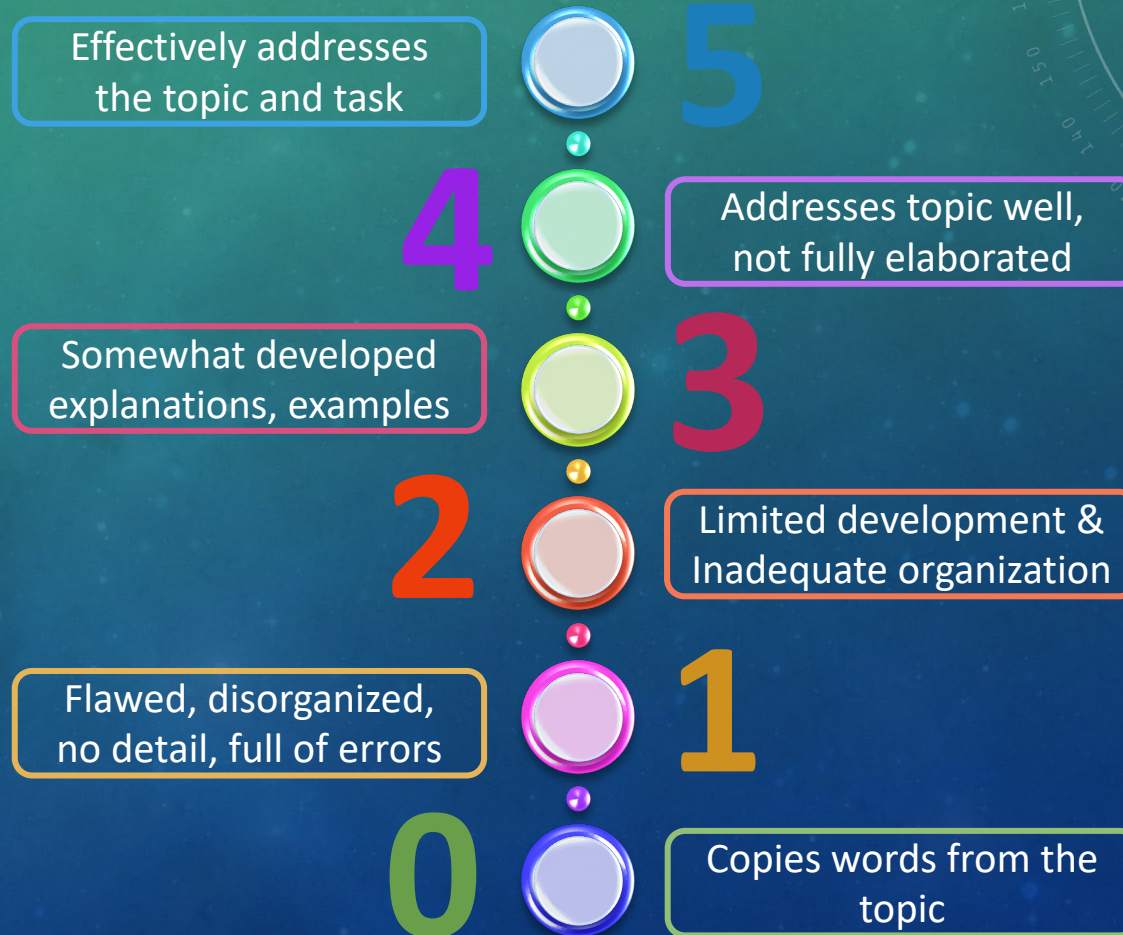 Effectively addresses
the topic and task
5
4
Addresses topic well,
not fully elaborated
Somewhat developed
explanations, examples
3
2
Limited development &
Inadequate organization
Flawed, disorganized,
no detail, full of errors
1
0
Copies words from the
topic
150
140